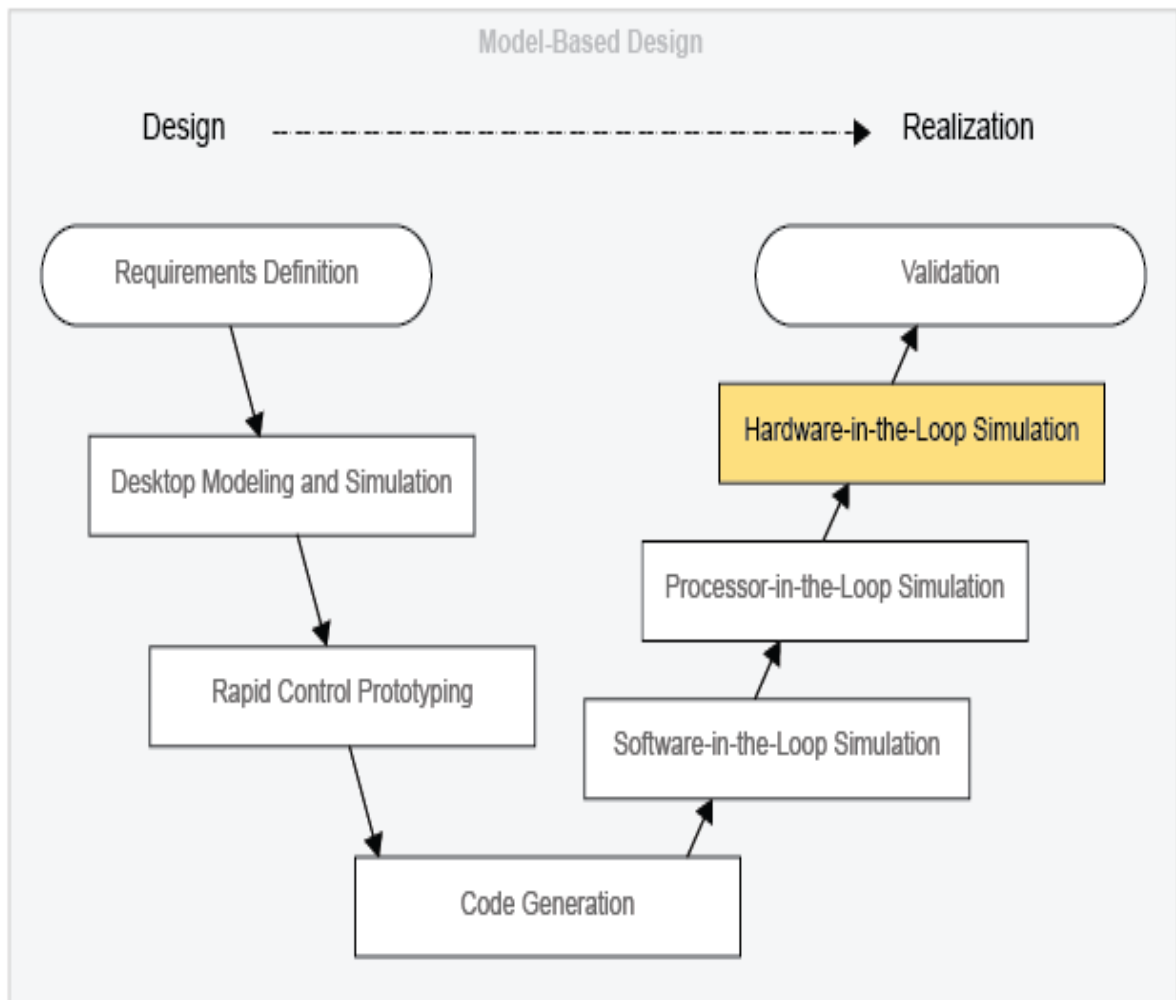 Model-Based Design
Design
Realization
Requirements Definition
Validation
Hardware-in-the-Loop Simulation
Desktop Modeling and Simulation
Processor-in-the-Loop Simulation
Rapid Control Prototyping
Software-in-the-Loop Simulation
Code Generation